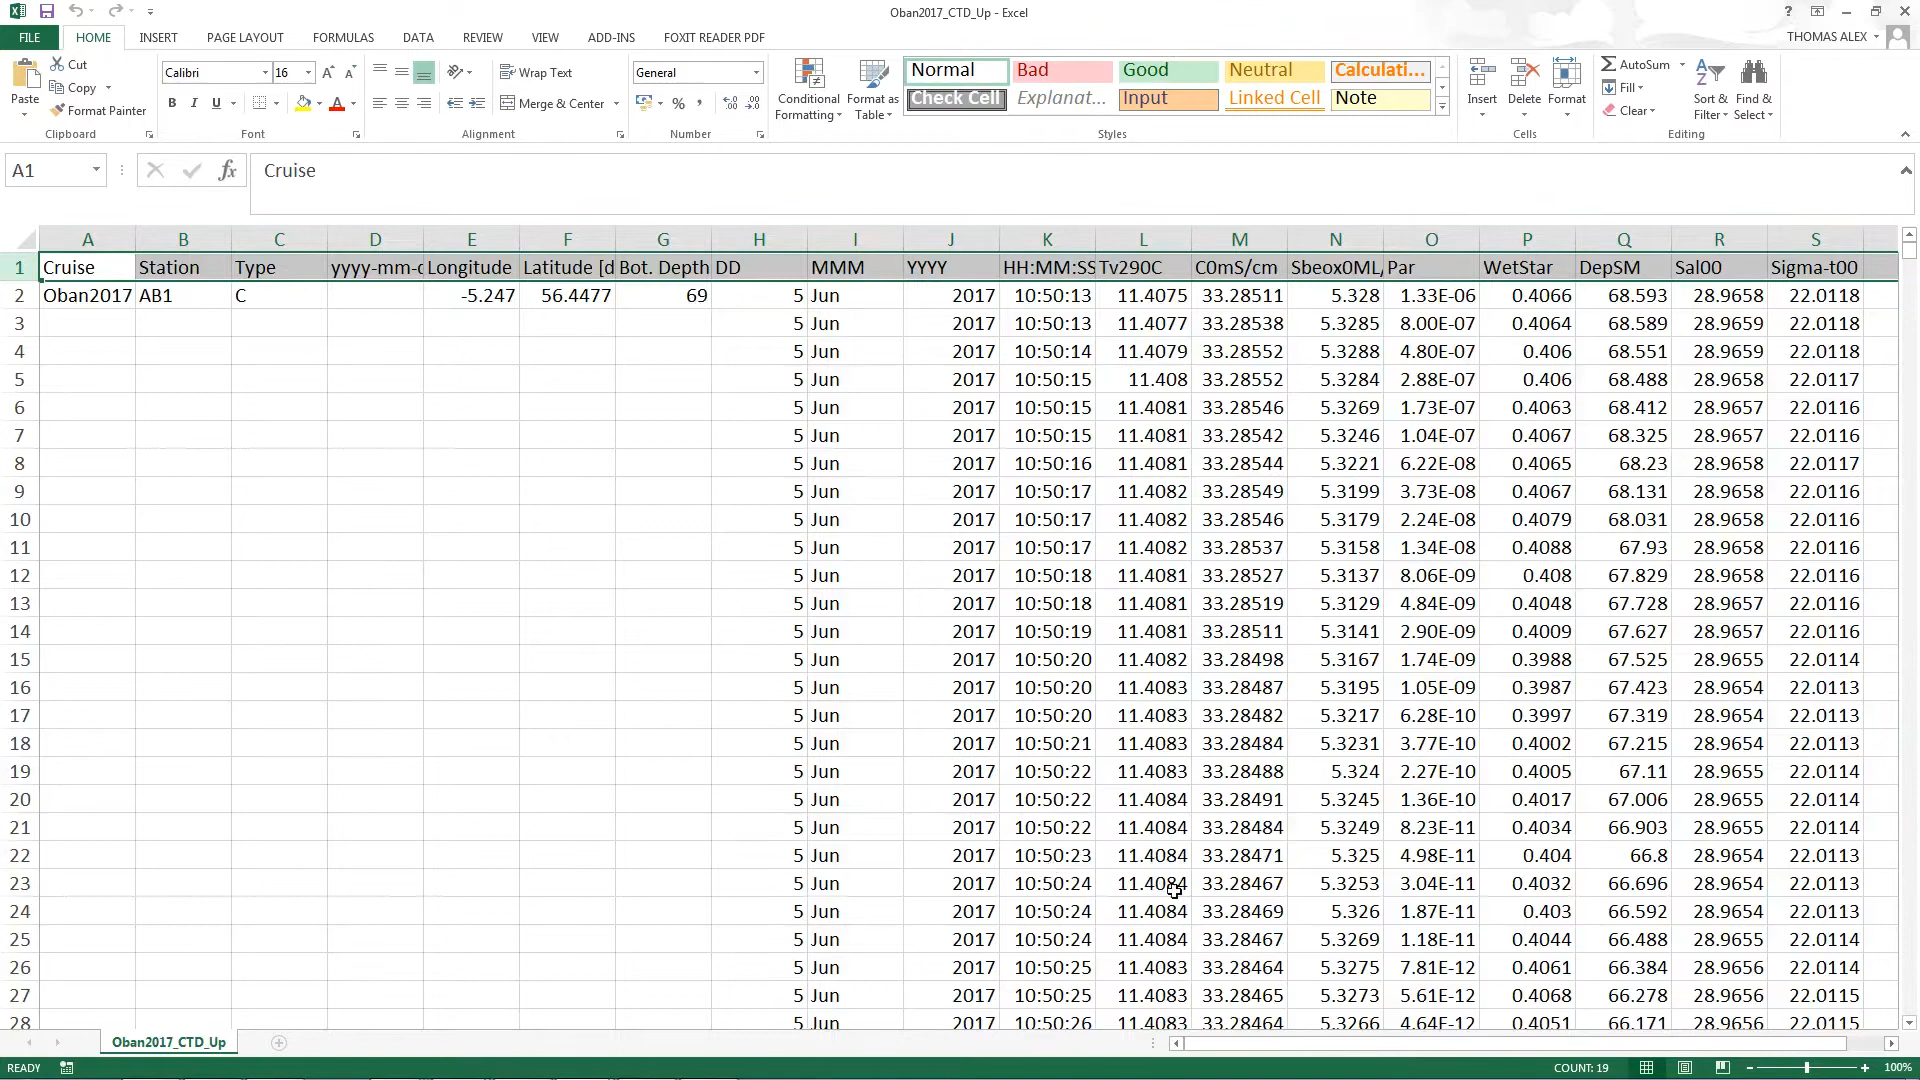 Oban2017_CTD_Up - Excel
FILE HOME INSERT PAGE LAYOUT FORMULAS DATA REVIEW VIEW ADD-INS FOXIT READER PDF THOMAS ALEX
Paste Cut Copy Format Painter Clipboard
Calibri 16 B I U Font
Wrap Text Merge & Center Alignment
General % Number
Conditional Formatting Format as Table
Normal Bad Good Neutral Calculati...
Check Cell Explanat... Input Linked Cell Note
Styles
Insert Delete Format Cells
AutoSum Fill Clear Sort & Filter Find & Select Editing
A1 fx Cruise
A B C D E F G H I J K L M N O P Q R S
1 Cruise Station Type yyyy-mm-d Longitude Latitude [d Bot. Depth DD MMM YYYY HH:MM:SS Tv290C C0mS/cm Sbeox0ML/ Par WetStar DepSM Sal00 Sigma-t00
2 Oban2017 AB1 C -5.247 56.4477 69 5 Jun 2017 10:50:13 11.4075 33.28511 5.328 1.33E-06 0.4066 68.593 28.9658 22.0118
3 5 Jun 2017 10:50:13 11.4077 33.28538 5.3285 8.00E-07 0.4064 68.589 28.9659 22.0118
4 5 Jun 2017 10:50:14 11.4079 33.28552 5.3288 4.80E-07 0.406 68.551 28.9659 22.0118
5 5 Jun 2017 10:50:15 11.408 33.28552 5.3284 2.88E-07 0.406 68.488 28.9658 22.0117
6 5 Jun 2017 10:50:15 11.4081 33.28546 5.3269 1.73E-07 0.4063 68.412 28.9657 22.0116
7 5 Jun 2017 10:50:15 11.4081 33.28542 5.3246 1.04E-07 0.4067 68.325 28.9657 22.0116
8 5 Jun 2017 10:50:16 11.4081 33.28544 5.3221 6.22E-08 0.4065 68.23 28.9658 22.0117
9 5 Jun 2017 10:50:17 11.4082 33.28549 5.3199 3.73E-08 0.4067 68.131 28.9658 22.0116
10 5 Jun 2017 10:50:17 11.4082 33.28546 5.3179 2.24E-08 0.4079 68.031 28.9658 22.0116
11 5 Jun 2017 10:50:17 11.4082 33.28537 5.3158 1.34E-08 0.4088 67.93 28.9658 22.0116
12 5 Jun 2017 10:50:18 11.4081 33.28527 5.3137 8.06E-09 0.408 67.829 28.9658 22.0116
13 5 Jun 2017 10:50:18 11.4081 33.28519 5.3129 4.84E-09 0.4048 67.728 28.9657 22.0116
14 5 Jun 2017 10:50:19 11.4081 33.28511 5.3141 2.90E-09 0.4009 67.627 28.9657 22.0116
15 5 Jun 2017 10:50:20 11.4082 33.28498 5.3167 1.74E-09 0.3988 67.525 28.9655 22.0114
16 5 Jun 2017 10:50:20 11.4083 33.28487 5.3195 1.05E-09 0.3987 67.423 28.9654 22.0113
17 5 Jun 2017 10:50:20 11.4083 33.28482 5.3217 6.28E-10 0.3997 67.319 28.9654 22.0113
18 5 Jun 2017 10:50:21 11.4083 33.28484 5.3231 3.77E-10 0.4002 67.215 28.9654 22.0113
19 5 Jun 2017 10:50:22 11.4083 33.28488 5.324 2.27E-10 0.4005 67.11 28.9655 22.0114
20 5 Jun 2017 10:50:22 11.4084 33.28491 5.3245 1.36E-10 0.4017 67.006 28.9655 22.0114
21 5 Jun 2017 10:50:22 11.4084 33.28484 5.3249 8.23E-11 0.4034 66.903 28.9655 22.0114
22 5 Jun 2017 10:50:23 11.4084 33.28471 5.325 4.98E-11 0.404 66.8 28.9654 22.0113
23 5 Jun 2017 10:50:24 11.4084 33.28467 5.3253 3.04E-11 0.4032 66.696 28.9654 22.0113
24 5 Jun 2017 10:50:24 11.4084 33.28469 5.326 1.87E-11 0.403 66.592 28.9654 22.0113
25 5 Jun 2017 10:50:24 11.4084 33.28467 5.3269 1.18E-11 0.4044 66.488 28.9655 22.0114
26 5 Jun 2017 10:50:25 11.4083 33.28464 5.3275 7.81E-12 0.4061 66.384 28.9656 22.0114
27 5 Jun 2017 10:50:25 11.4083 33.28465 5.3273 5.61E-12 0.4068 66.278 28.9656 22.0115
28 5 Jun 2017 10:50:26 11.4083 33.28464 5.3266 4.64E-12 0.4051 66.171 28.9655 22.0115
Oban2017_CTD_Up
READY COUNT: 19 100%